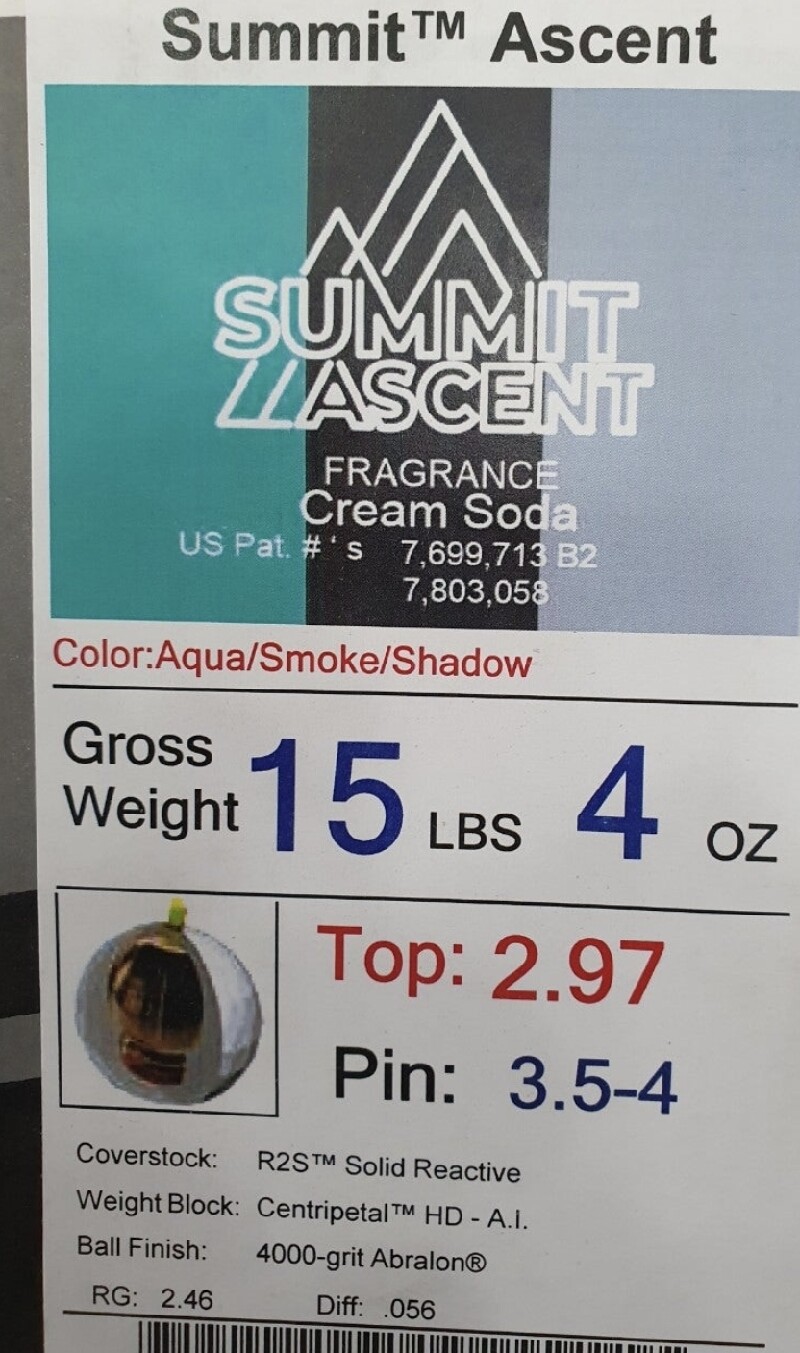 Summit™ Ascent
SUMMIT
ASCENT
FRAGRANCE
Cream Soda
US Pat. #'s 7,699,713 B2
7,803,058
Color:Aqua/Smoke/Shadow
Gross
Weight 15 LBS 4 OZ
Top: 2.97
Pin: 3.5-4
Coverstock: R2S™ Solid Reactive
Weight Block: Centripetal™ HD - A.I.
Ball Finish: 4000-grit Abralon®
RG: 2.46 Diff: .056